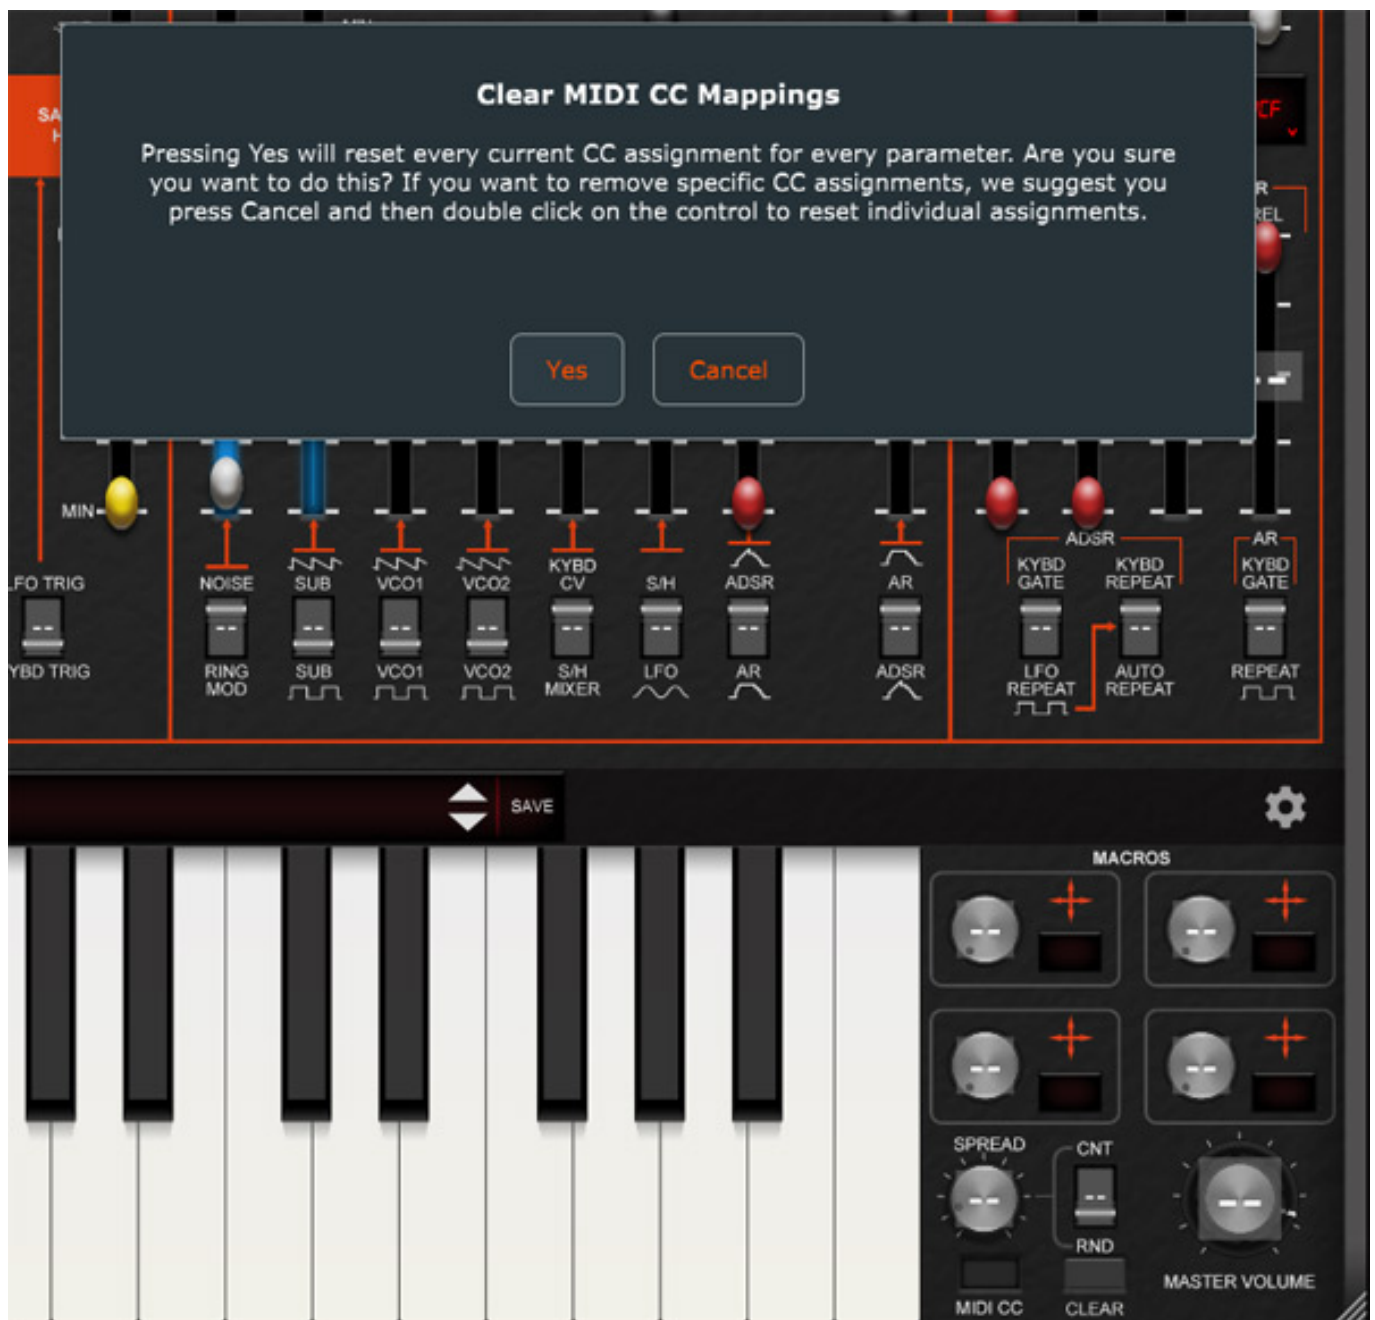 Clear MIDI CC Mappings
Pressing Yes will reset every current CC assignment for every parameter. Are you sure
you want to do this? If you want to remove specific CC assignments, we suggest you
press Cancel and then double click on the control to reset individual assignments.
Yes
Cancel
MIN
ADSR
AR
LFO TRIG
NOISE
SUB
VCO1
VCO2
KYBD
CV
S/H
ADSR
AR
KYBD
GATE
KYBD
REPEAT
KYBD
GATE
-- -- -- -- -- -- -- -- -- -- -- --
YBD TRIG
RING
MOD
SUB
VCO1
VCO2
S/H
MIXER
LFO
AR
ADSR
LFO
REPEAT
AUTO
REPEAT
REPEAT
SAVE
MACROS
-- --
-- --
SPREAD
CNT
-- -- --
RND
MASTER VOLUME
MIDI CC
CLEAR